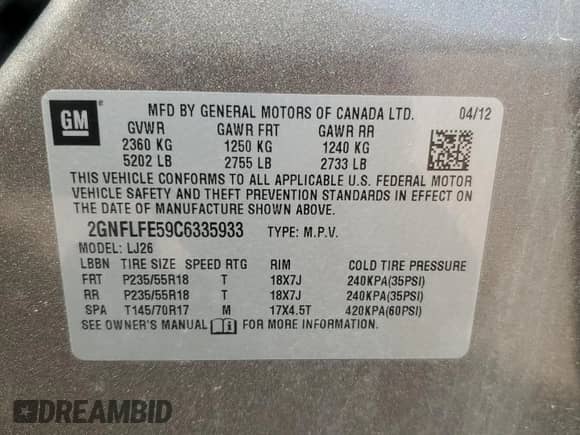 GM
MFD BY GENERAL MOTORS OF CANADA LTD. 04/12
GVWR GAWR FRT GAWR RR
2360 KG 1250 KG 1240 KG
5202 LB 2755 LB 2733 LB
THIS VEHICLE CONFORMS TO ALL APPLICABLE U.S. FEDERAL MOTOR
VEHICLE SAFETY AND THEFT PREVENTION STANDARDS IN EFFECT ON
THE DATE OF MANUFACTURE SHOWN ABOVE.
2GNFLFE59C6335933 TYPE: M.P.V.
MODEL: LJ26
LBBN TIRE SIZE SPEED RTG RIM COLD TIRE PRESSURE
FRT P235/55R18 T 18X7J 240KPA(35PSI)
RR P235/55R18 T 18X7J 240KPA(35PSI)
SPA T145/70R17 M 17X4.5T 420KPA(60PSI)
SEE OWNER'S MANUAL FOR MORE INFORMATION.
DREAMBID